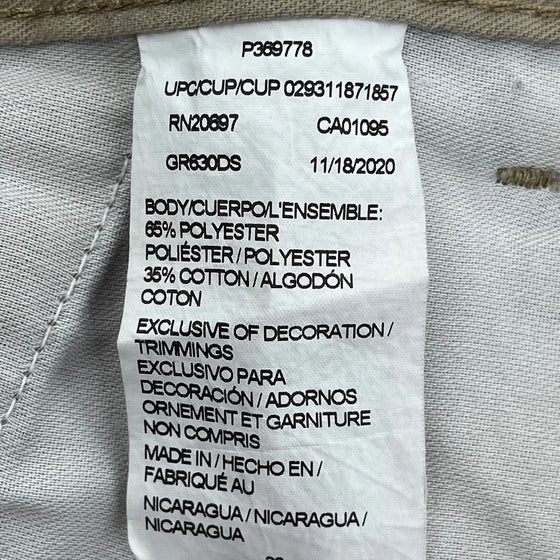 P369778
UPC/CUP/CUP 029311871857
RN20697 CA01095
GR630DS 11/18/2020
BODY/CUERPO/L'ENSEMBLE:
65% POLYESTER
POLIÉSTER / POLYESTER
35% COTTON / ALGODÓN
COTON
EXCLUSIVE OF DECORATION /
TRIMMINGS
EXCLUSIVO PARA
DECORACIÓN / ADORNOS
ORNEMENT ET GARNITURE
NON COMPRIS
MADE IN / HECHO EN /
FABRIQUÉ AU
NICARAGUA / NICARAGUA /
NICARAGUA